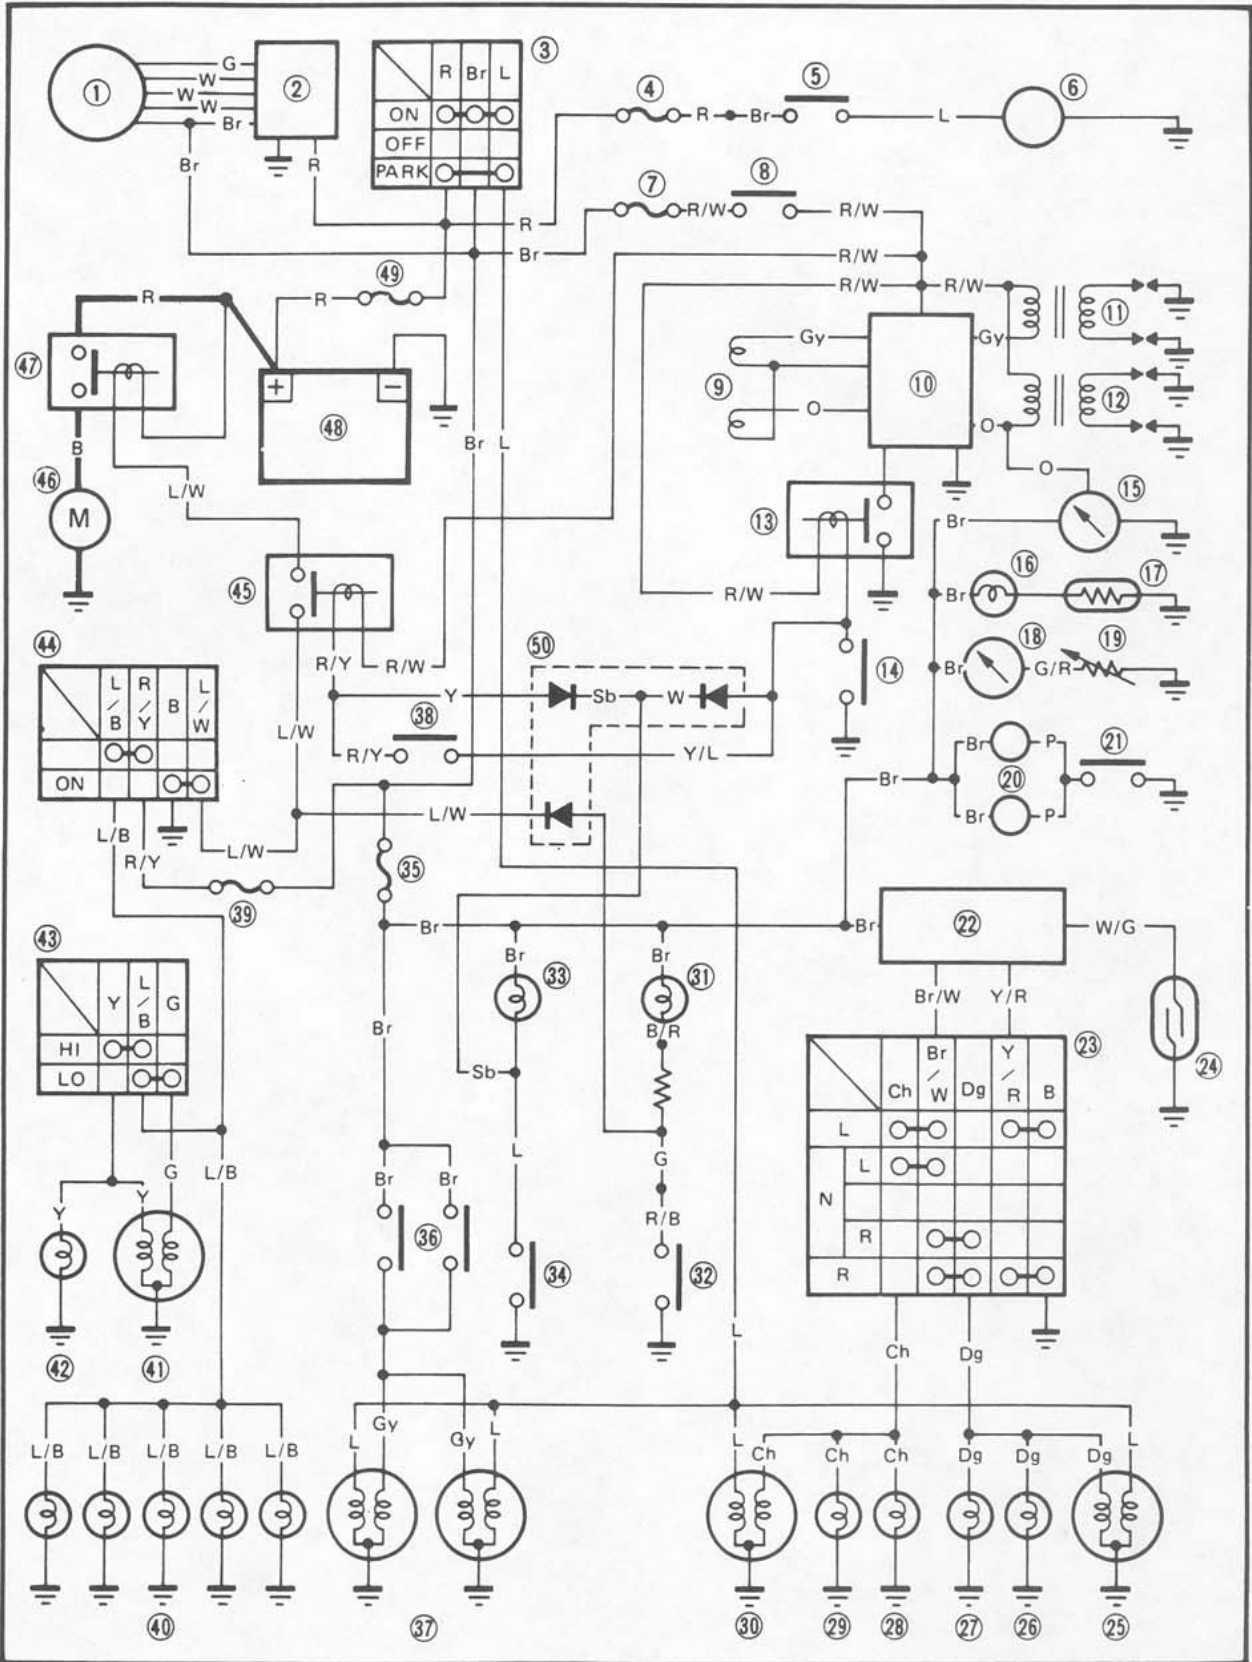 ① G W W W Br ② ③
R Br L
ON
OFF
PARK
④ R Br ⑤ L ⑥
Br R
⑦ R/W ⑧ R/W
R
Br
R/W
R ㊾ R
R/W R/W
㊼ + − ㊽
Gy ⑨ O ⑩ Gy O ⑪ ⑫
B Br L
㊻ M L/W
O ⑮
⑬ Br
㊺ R/W Br ⑯ ⑰
㊹ R/Y R/W ㊿ ⑭ Br ⑱ G/R ⑲
L/B R/Y B L/W
ON
L/W Y Sb W
㊳ R/Y Y/L
Br Br P ⑳ Br P ㉑
L/B R/Y L/W L/W
㊴ ㉟
㊸ Br Br ㉒ W/G
Y L/B G
HI
LO
Br Br ㉝ Br ㉛ B/R
Br/W Y/R
㉓ ㉔
Ch Br/W Dg Y/R B
L
N L
R
R
Sb L G R/B
Y Y G L/B
Br Br ㊱ ㉞ ㉜
㊷ ㊶ L Ch Dg
L/B L/B L/B L/B L/B L Gy Gy L L Ch Ch Ch Dg Dg Dg L
㊵ ㊲ ㉚ ㉙ ㉘ ㉗ ㉖ ㉕